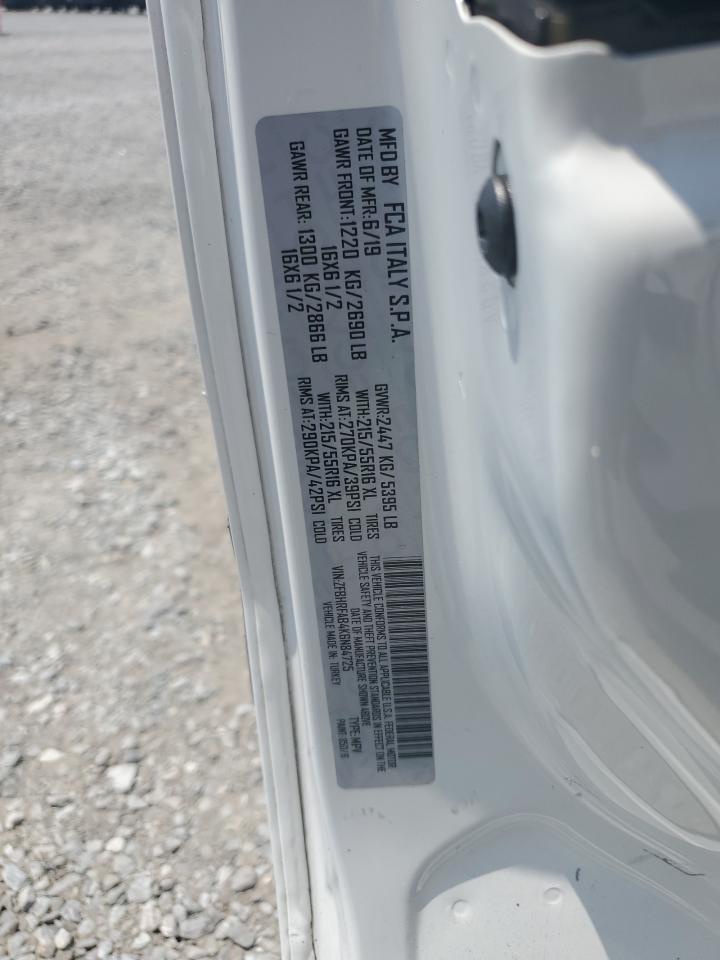 MFD BY FCA ITALY S.P.A.
DATE OF MFR:6/19 GVWR:2447 KG/5395 LB
GAWR FRONT:1220 KG/2690 LB WITH:215/55R16 XL TIRES
16X6 1/2 RIMS AT:270KPA/39PSI COLD
GAWR REAR: 1300 KG/2866 LB WITH:215/55R16 XL TIRES
16X6 1/2 RIMS AT:290KPA/42PSI COLD
THIS VEHICLE CONFORMS TO ALL APPLICABLE U.S.A. FEDERAL MOTOR
VEHICLE SAFETY AND THEFT PREVENTION STANDARDS IN EFFECT ON THE
DATE OF MANUFACTURE SHOWN ABOVE
VIN:ZFBHRFAB4K6N84725 TYPE:MPV
VEHICLE MADE IN: TURKEY PAINT: